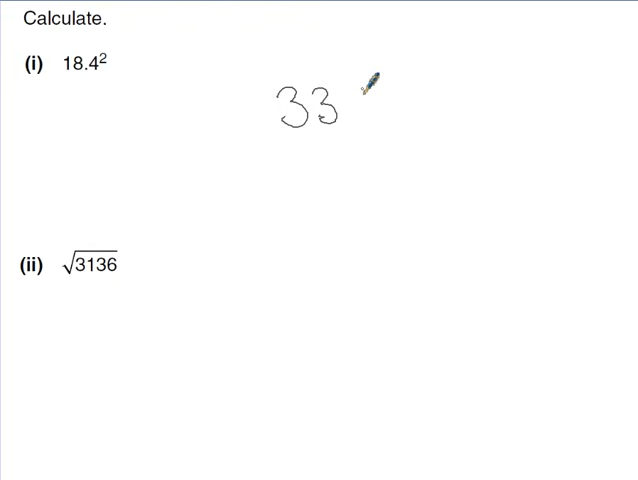 Calculate.
(i) 18.4²
33
(ii) √3136